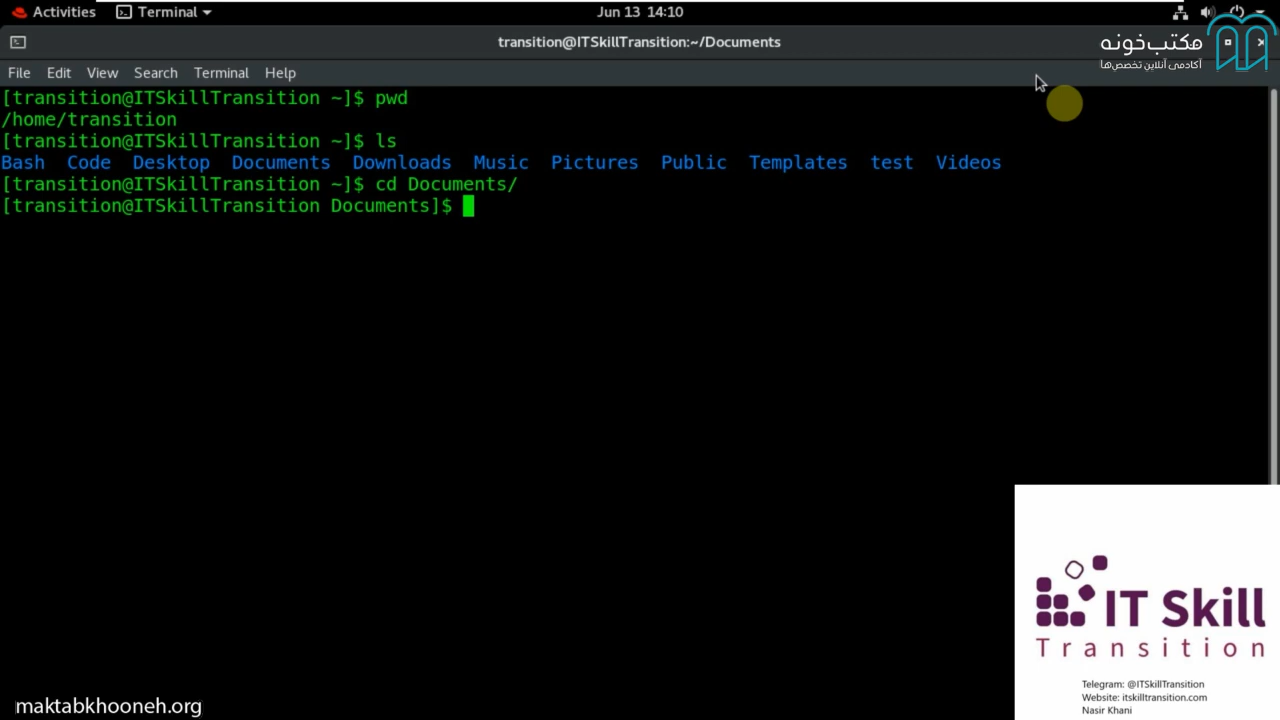 Activities Terminal Jun 13 14:10
transition@ITSkillTransition:~/Documents
مکتب‌خونه
آکادمی آنلاین تخصص‌ها
File Edit View Search Terminal Help
[transition@ITSkillTransition ~]$ pwd
/home/transition
[transition@ITSkillTransition ~]$ ls
Bash Code Desktop Documents Downloads Music Pictures Public Templates test Videos
[transition@ITSkillTransition ~]$ cd Documents/
[transition@ITSkillTransition Documents]$
IT Skill
Transition
Telegram: @ITSkillTransition
Website: itskilltransition.com
Nasir Khani
maktabkhooneh.org